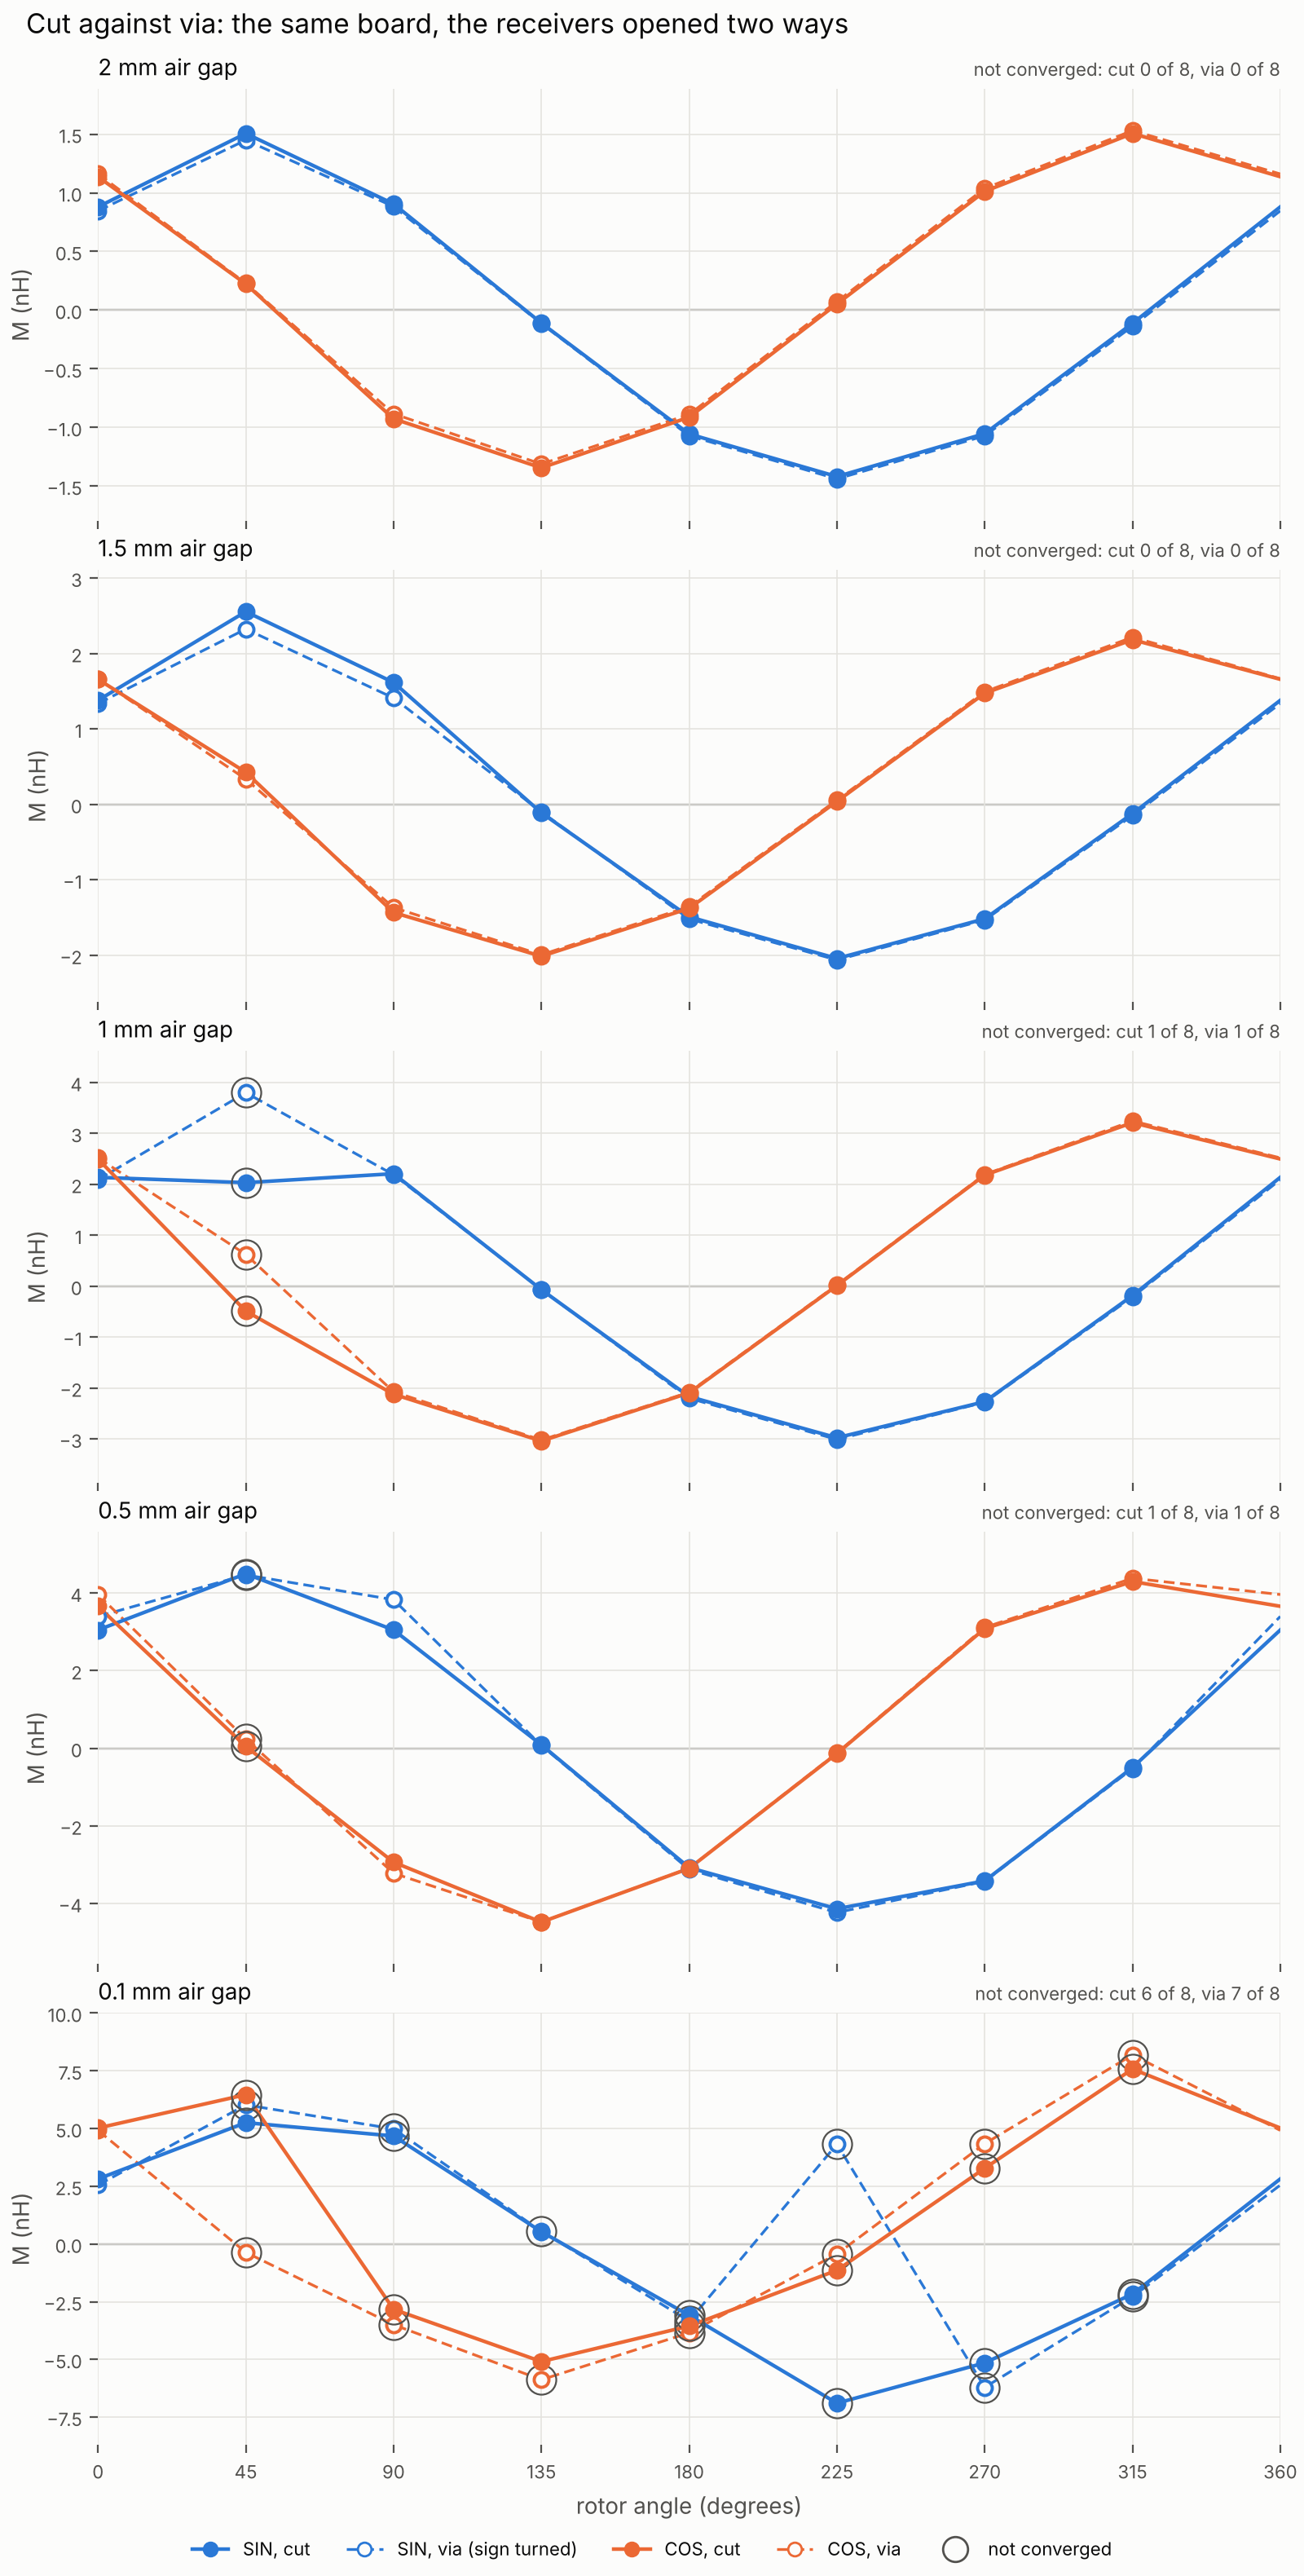 Cut against via: the same board, the receivers opened two ways
2 mm air gap
not converged: cut 0 of 8, via 0 of 8
1.5
1.0
0.5
0.0
−0.5
−1.0
−1.5
M (nH)
1.5 mm air gap
not converged: cut 0 of 8, via 0 of 8
3
2
1
0
−1
−2
M (nH)
1 mm air gap
not converged: cut 1 of 8, via 1 of 8
4
3
2
1
0
−1
−2
−3
M (nH)
0.5 mm air gap
not converged: cut 1 of 8, via 1 of 8
4
2
0
−2
−4
M (nH)
0.1 mm air gap
not converged: cut 6 of 8, via 7 of 8
10.0
7.5
5.0
2.5
0.0
−2.5
−5.0
−7.5
M (nH)
0 45 90 135 180 225 270 315 360
rotor angle (degrees)
SIN, cut SIN, via (sign turned) COS, cut COS, via not converged